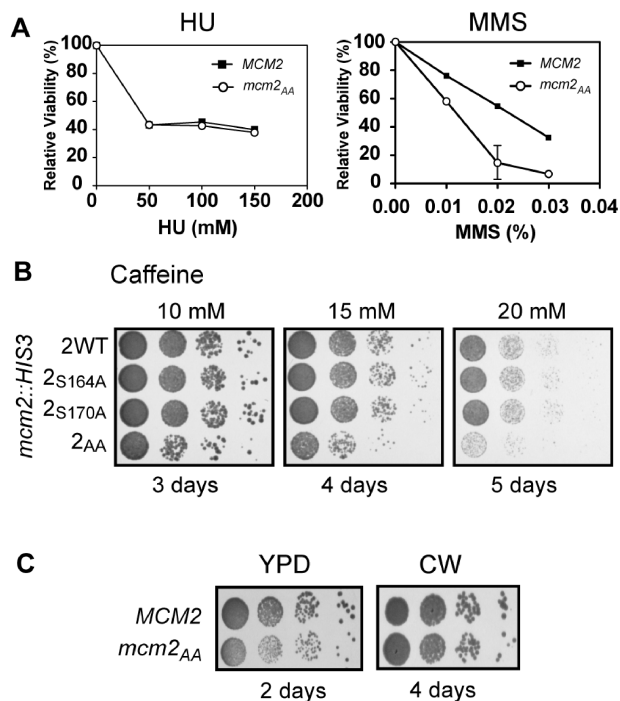 A
HU
Relative Viability (%)
100
80
60
40
20
0
MCM2
mcm2AA
0 50 100 150 200
HU (mM)
MMS
Relative Viability (%)
100
80
60
40
20
0
MCM2
mcm2AA
0.00 0.01 0.02 0.03 0.04
MMS (%)
B
Caffeine
10 mM 15 mM 20 mM
mcm2::HIS3
2WT
2S164A
2S170A
2AA
3 days 4 days 5 days
C
YPD CW
MCM2
mcm2AA
2 days 4 days